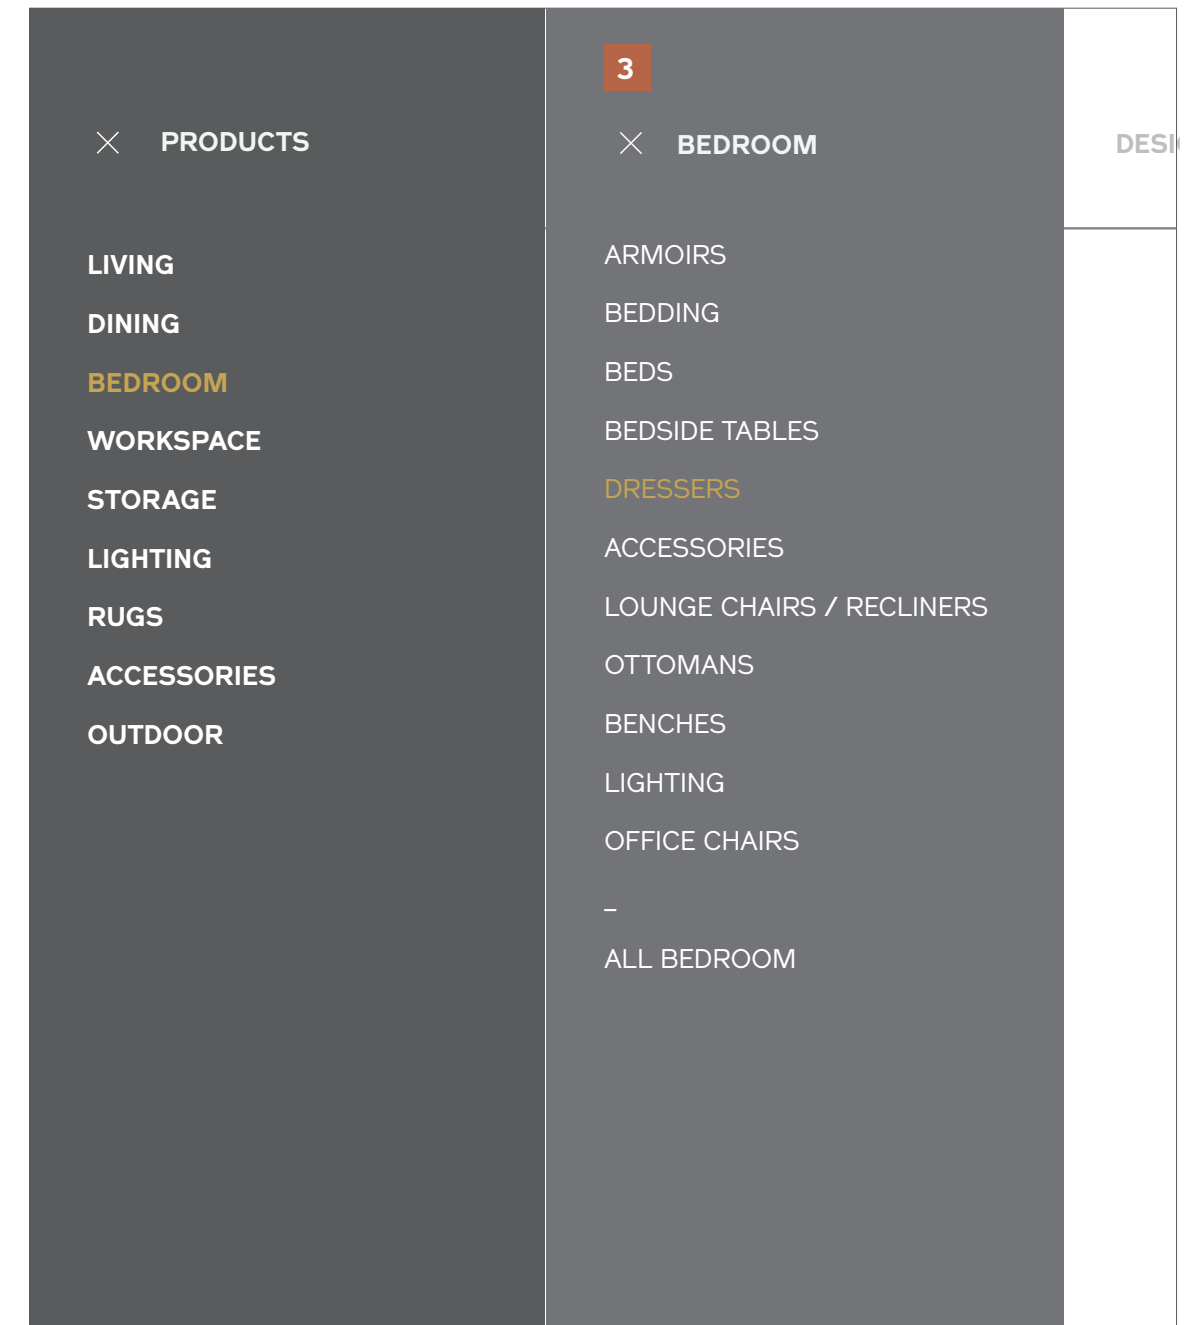 PRODUCTS
LIVING
DINING
BEDROOM
WORKSPACE
STORAGE
LIGHTING
RUGS
ACCESSORIES
OUTDOOR
3
BEDROOM
ARMOIRS
BEDDING
BEDS
BEDSIDE TABLES
DRESSERS
ACCESSORIES
LOUNGE CHAIRS / RECLINERS
OTTOMANS
BENCHES
LIGHTING
OFFICE CHAIRS
–
ALL BEDROOM